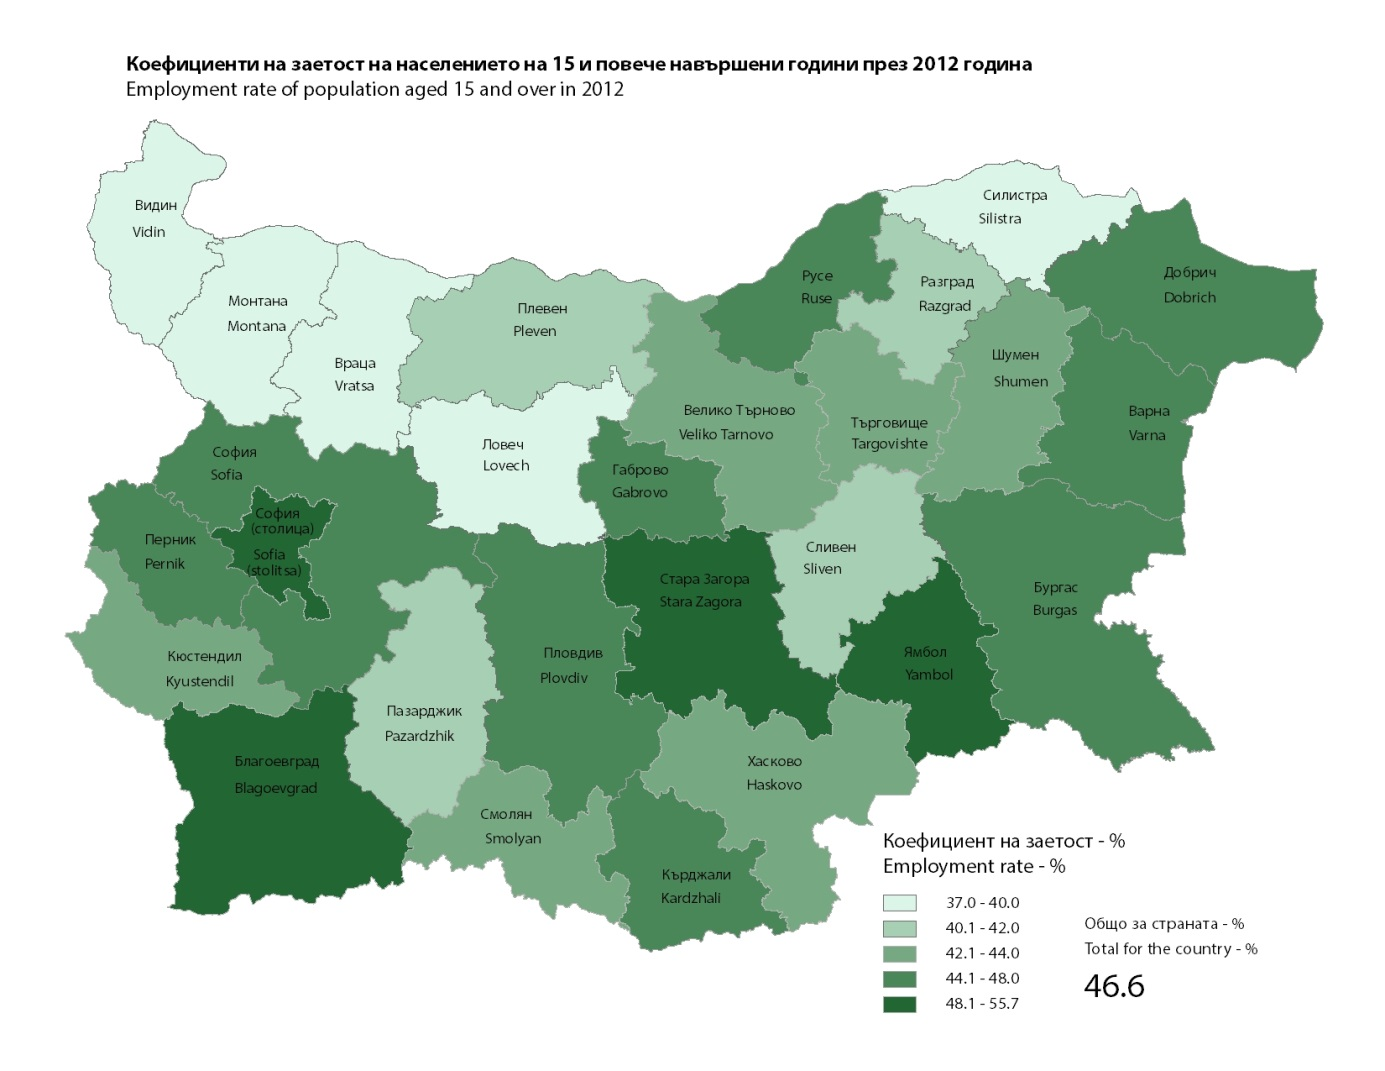 Коефициенти на заетост на населението на 15 и повече навършени години през 2012 година
Employment rate of population aged 15 and over in 2012
Видин
Vidin
Монтана
Montana
Враца
Vratsa
Плевен
Pleven
Ловеч
Lovech
Русе
Ruse
Силистра
Silistra
Разград
Razgrad
Добрич
Dobrich
Шумен
Shumen
Варна
Varna
Търговище
Targovishte
Велико Търново
Veliko Tarnovo
Габрово
Gabrovo
София
Sofia
София
(столица)
Sofia
(stolitsa)
Перник
Pernik
Кюстендил
Kyustendil
Благоевград
Blagoevgrad
Пазарджик
Pazardzhik
Пловдив
Plovdiv
Стара Загора
Stara Zagora
Сливен
Sliven
Ямбол
Yambol
Бургас
Burgas
Хасково
Haskovo
Смолян
Smolyan
Кърджали
Kardzhali
Коефициент на заетост - %
Employment rate - %
37.0 - 40.0
40.1 - 42.0
42.1 - 44.0
44.1 - 48.0
48.1 - 55.7
Общо за страната - %
Total for the country - %
46.6